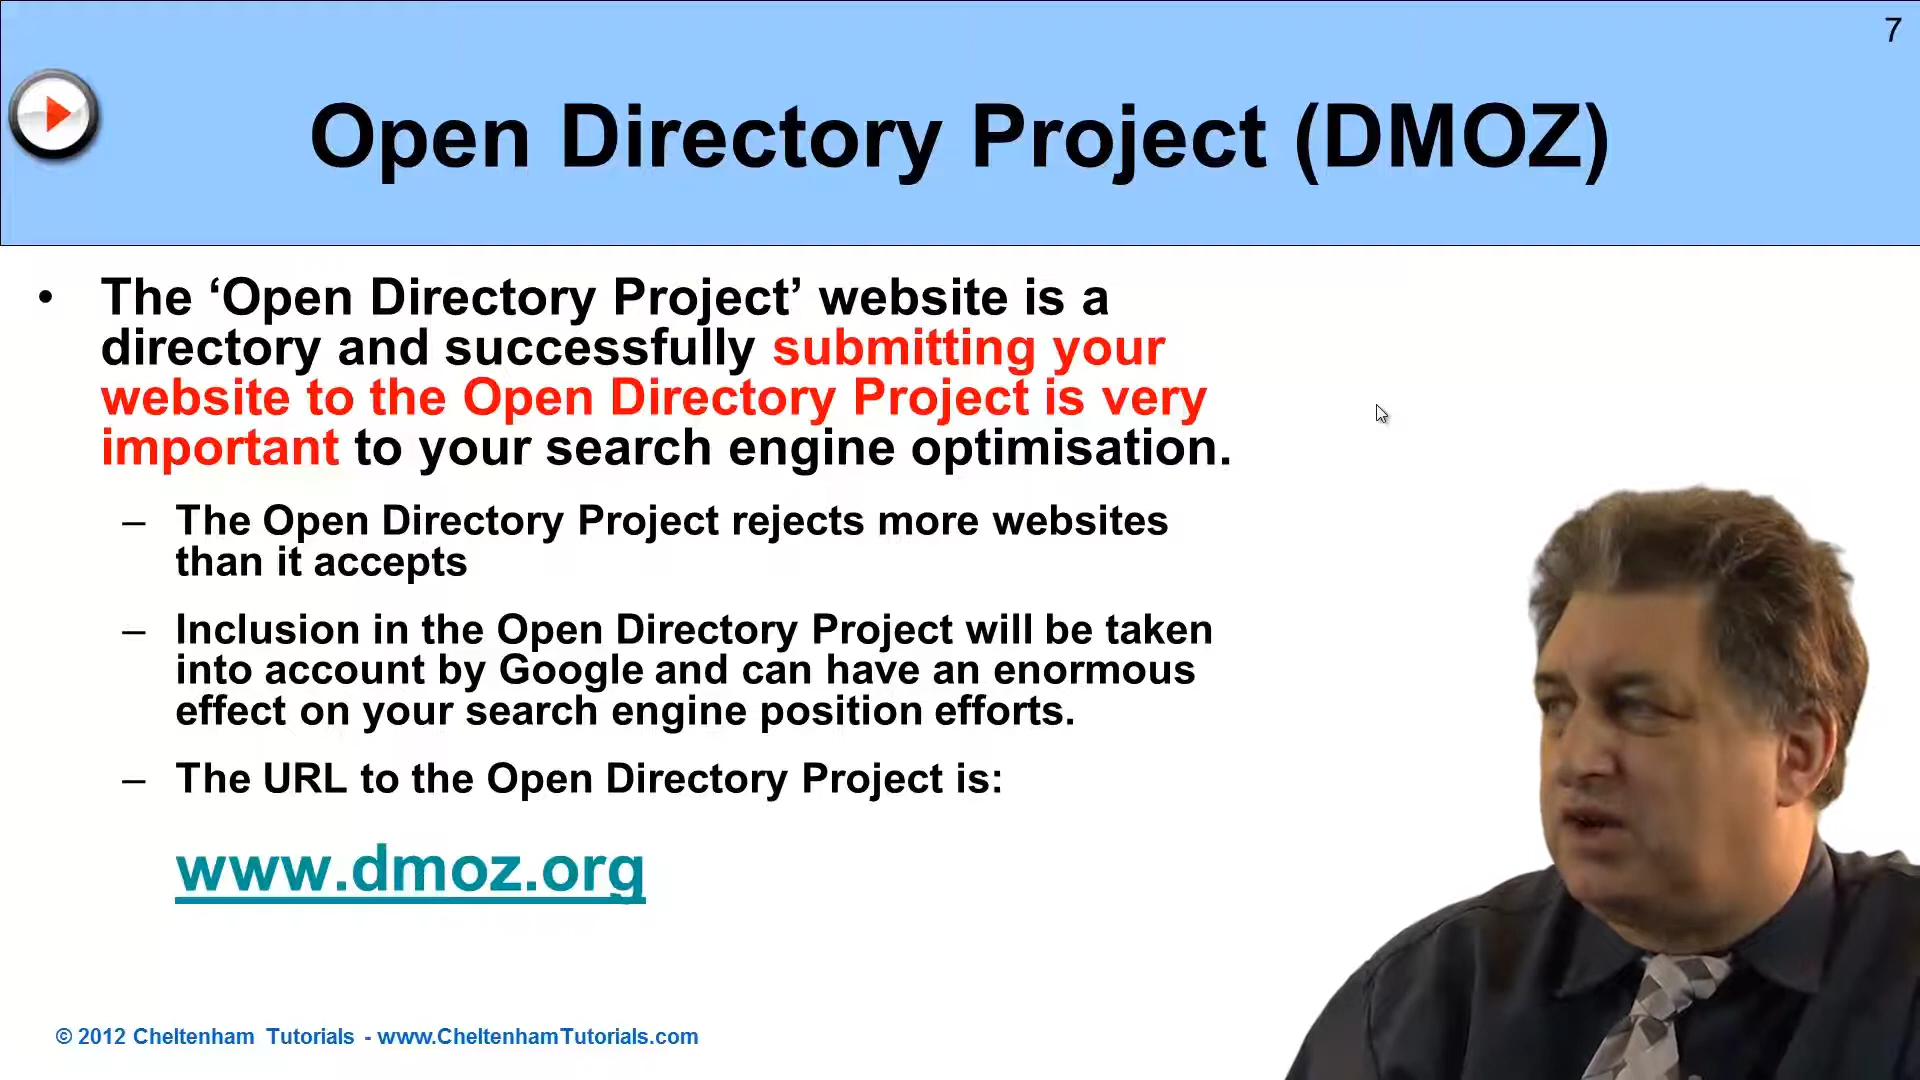 7
Open Directory Project (DMOZ)
• The ‘Open Directory Project’ website is a
directory and successfully submitting your
website to the Open Directory Project is very
important to your search engine optimisation.
– The Open Directory Project rejects more websites
than it accepts
– Inclusion in the Open Directory Project will be taken
into account by Google and can have an enormous
effect on your search engine position efforts.
– The URL to the Open Directory Project is:
www.dmoz.org
© 2012 Cheltenham Tutorials - www.CheltenhamTutorials.com